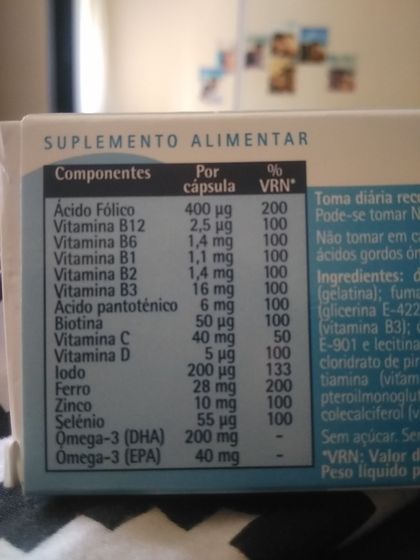 SUPLEMENTO ALIMENTAR
Componentes Por cápsula % VRN*
Ácido Fólico 400 µg 200
Vitamina B12 2,5 µg 100
Vitamina B6 1,4 mg 100
Vitamina B1 1,1 mg 100
Vitamina B2 1,4 mg 100
Vitamina B3 16 mg 100
Ácido pantoténico 6 mg 100
Biotina 50 µg 100
Vitamina C 40 mg 50
Vitamina D 5 µg 100
Iodo 200 µg 133
Ferro 28 mg 200
Zinco 10 mg 100
Selénio 55 µg 100
Ómega-3 (DHA) 200 mg -
Ómega-3 (EPA) 40 mg -
Toma diária
Pode-se tomar
Não tomar em
ácidos gordos
Ingredientes:
(gelatina);
(glicerina E-422
(vitamina B3);
E-901 e lecitina
cloridrato de
tiamina
colecalciferol
Sem açúcar.
*VRN: Valor
Peso líquido